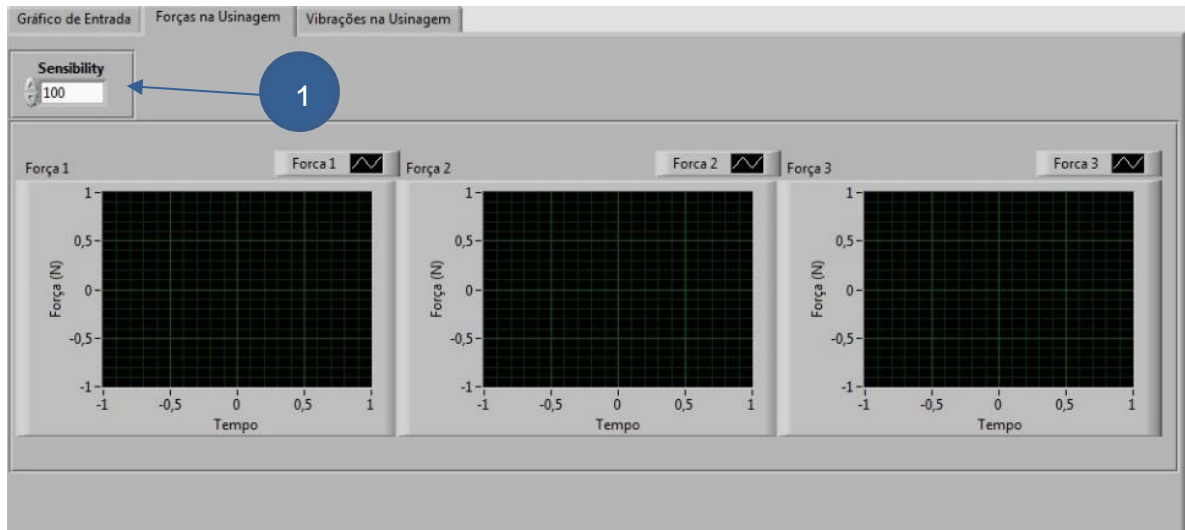 Gráfico de Entrada
Forças na Usinagem
Vibrações na Usinagem
Sensibility
100
1
Força 1
Forca 1
Força 2
Forca 2
Força 3
Forca 3
Força (N)
1
0,5
0
-0,5
-1
-1
-0,5
0
0,5
1
Tempo
Força (N)
1
0,5
0
-0,5
-1
-1
-0,5
0
0,5
1
Tempo
Força (N)
1
0,5
0
-0,5
-1
-1
-0,5
0
0,5
1
Tempo